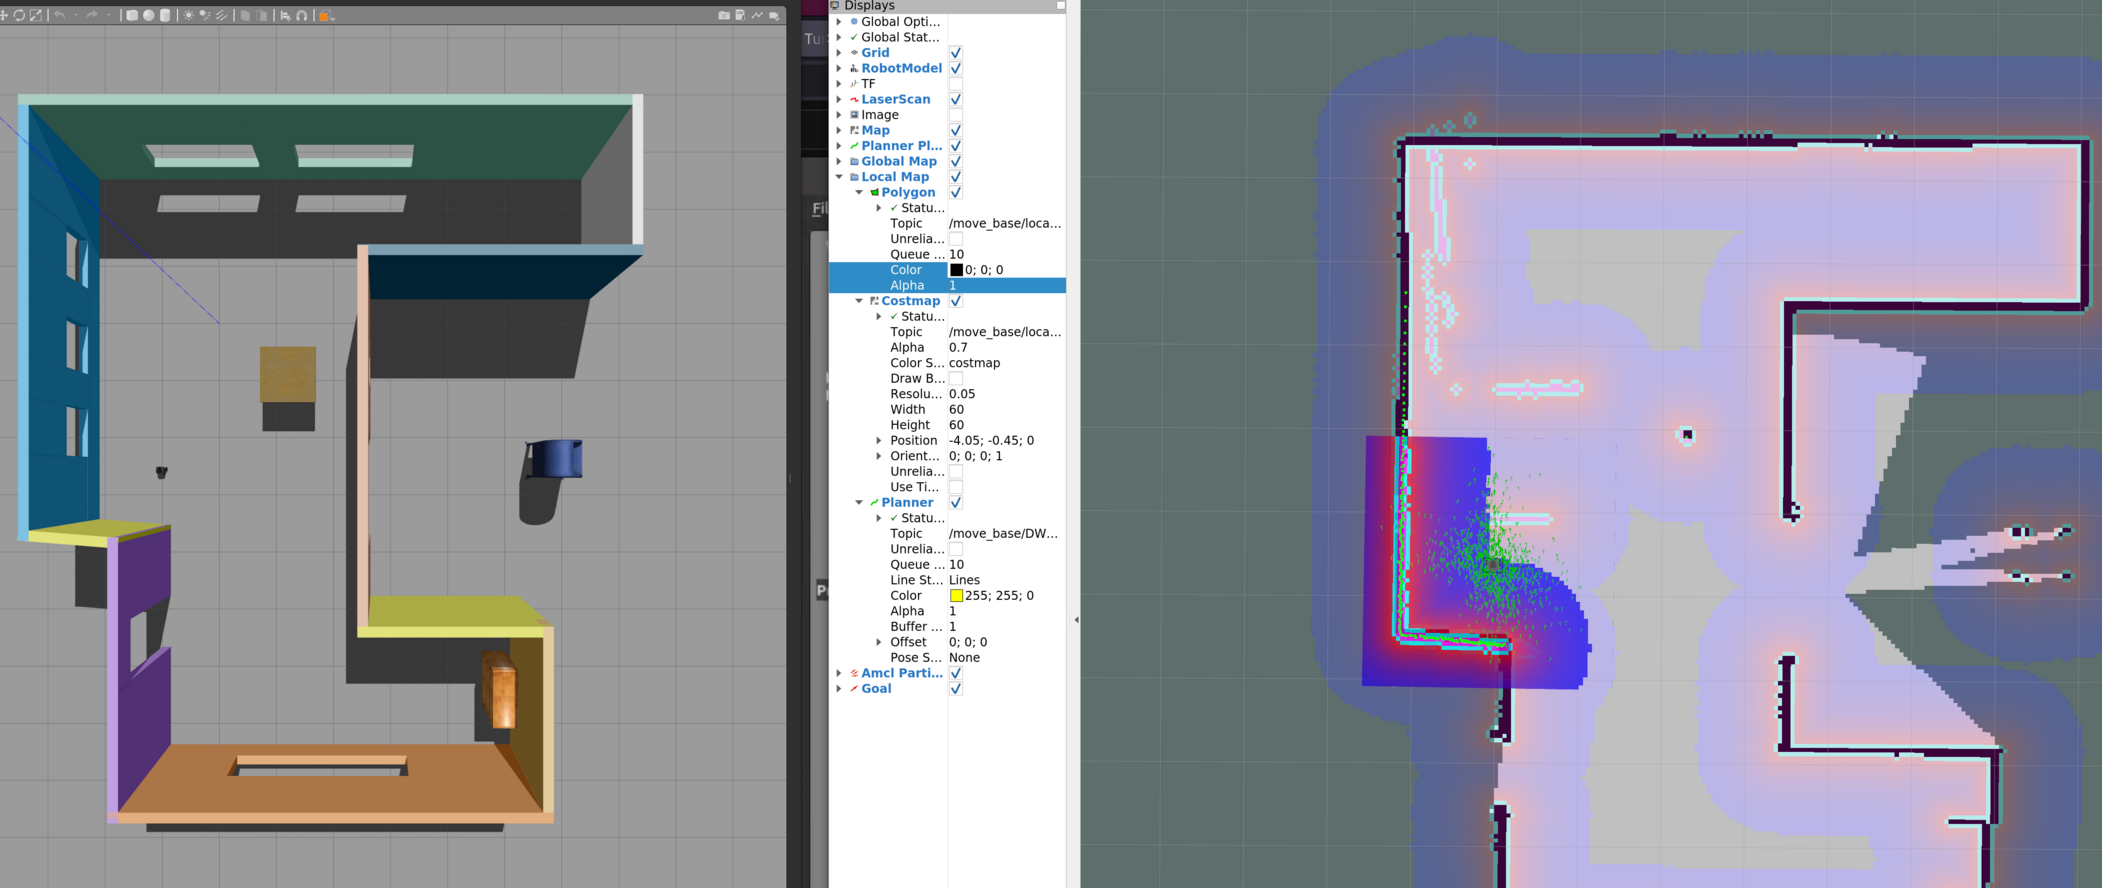 Displays
Tu
Fil
P
Global Opti...
Global Stat...
Grid
RobotModel
TF
LaserScan
Image
Map
Planner Pl...
Global Map
Local Map
Polygon
Statu...
Topic /move_base/loca...
Unrelia...
Queue ... 10
Color 0; 0; 0
Alpha 1
Costmap
Statu...
Topic /move_base/loca...
Alpha 0.7
Color S... costmap
Draw B...
Resolu... 0.05
Width 60
Height 60
Position -4.05; -0.45; 0
Orient... 0; 0; 0; 1
Unrelia...
Use Ti...
Planner
Statu...
Topic /move_base/DW...
Unrelia...
Queue ... 10
Line St... Lines
Color 255; 255; 0
Alpha 1
Buffer ... 1
Offset 0; 0; 0
Pose S... None
Amcl Parti...
Goal